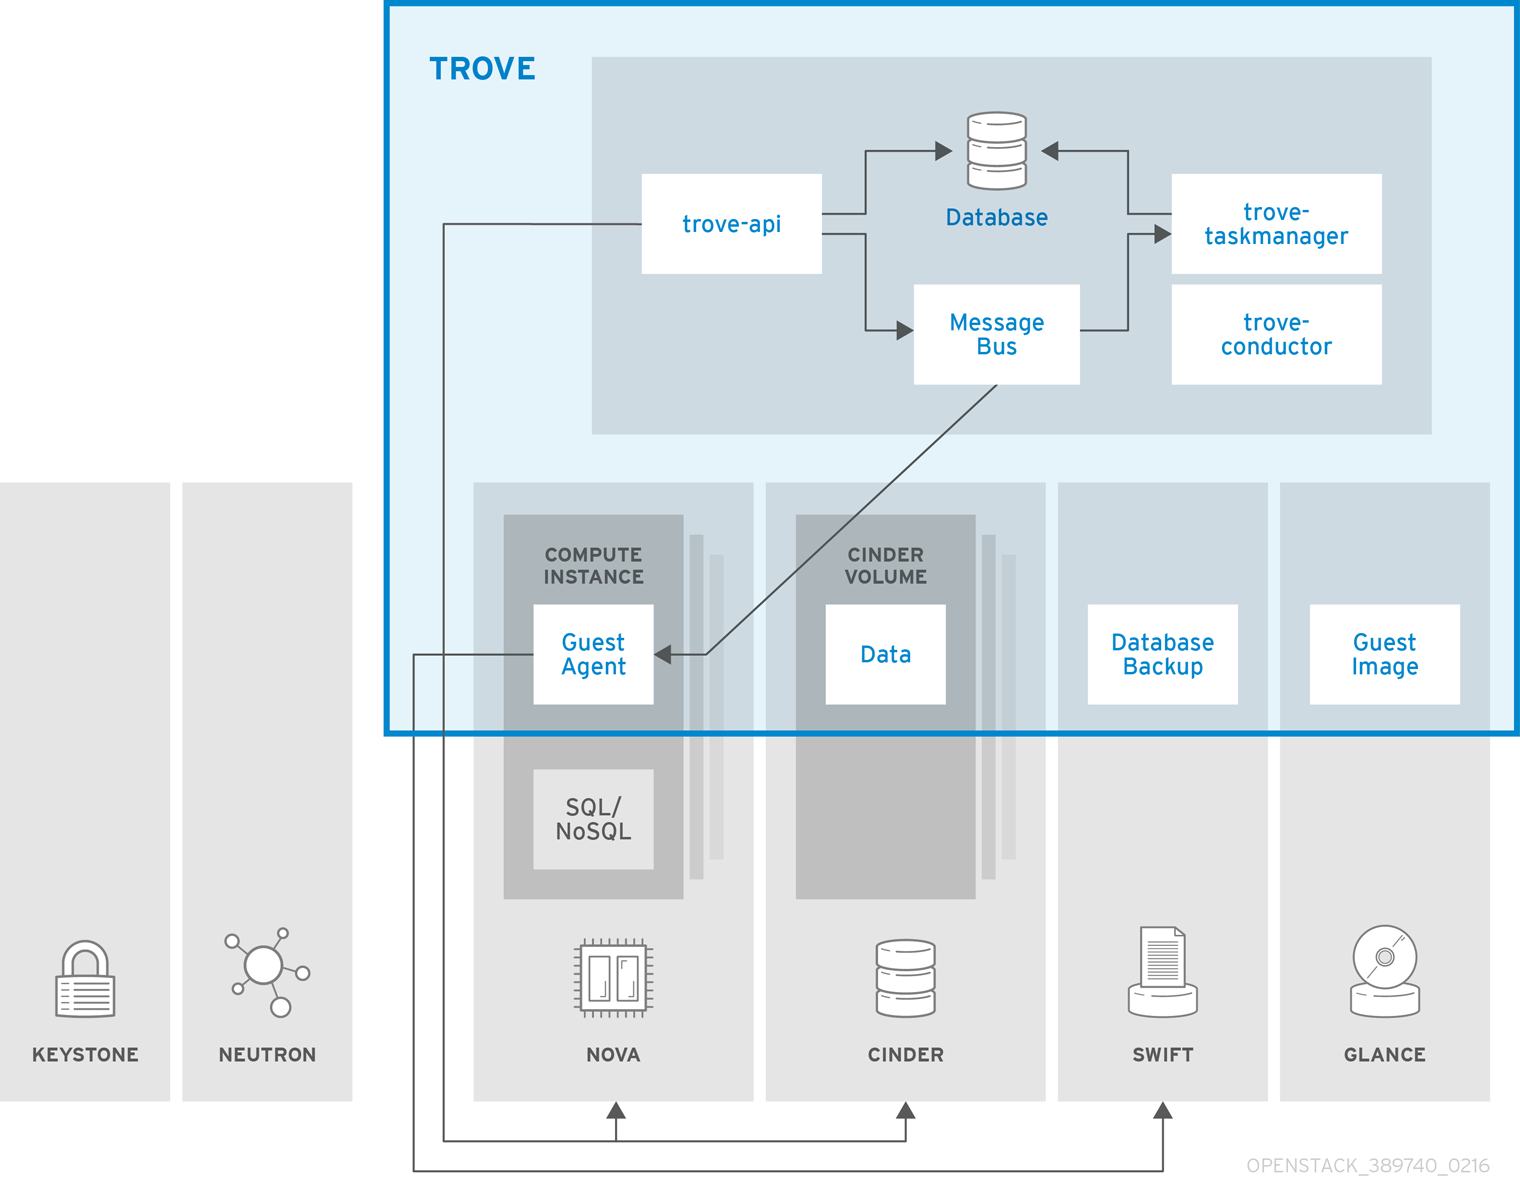 TROVE
trove-api
Database
trove-
taskmanager
Message
Bus
trove-
conductor
COMPUTE
INSTANCE
Guest
Agent
SQL/
NoSQL
CINDER
VOLUME
Data
Database
Backup
Guest
Image
KEYSTONE
NEUTRON
NOVA
CINDER
SWIFT
GLANCE
OPENSTACK_389740_0216